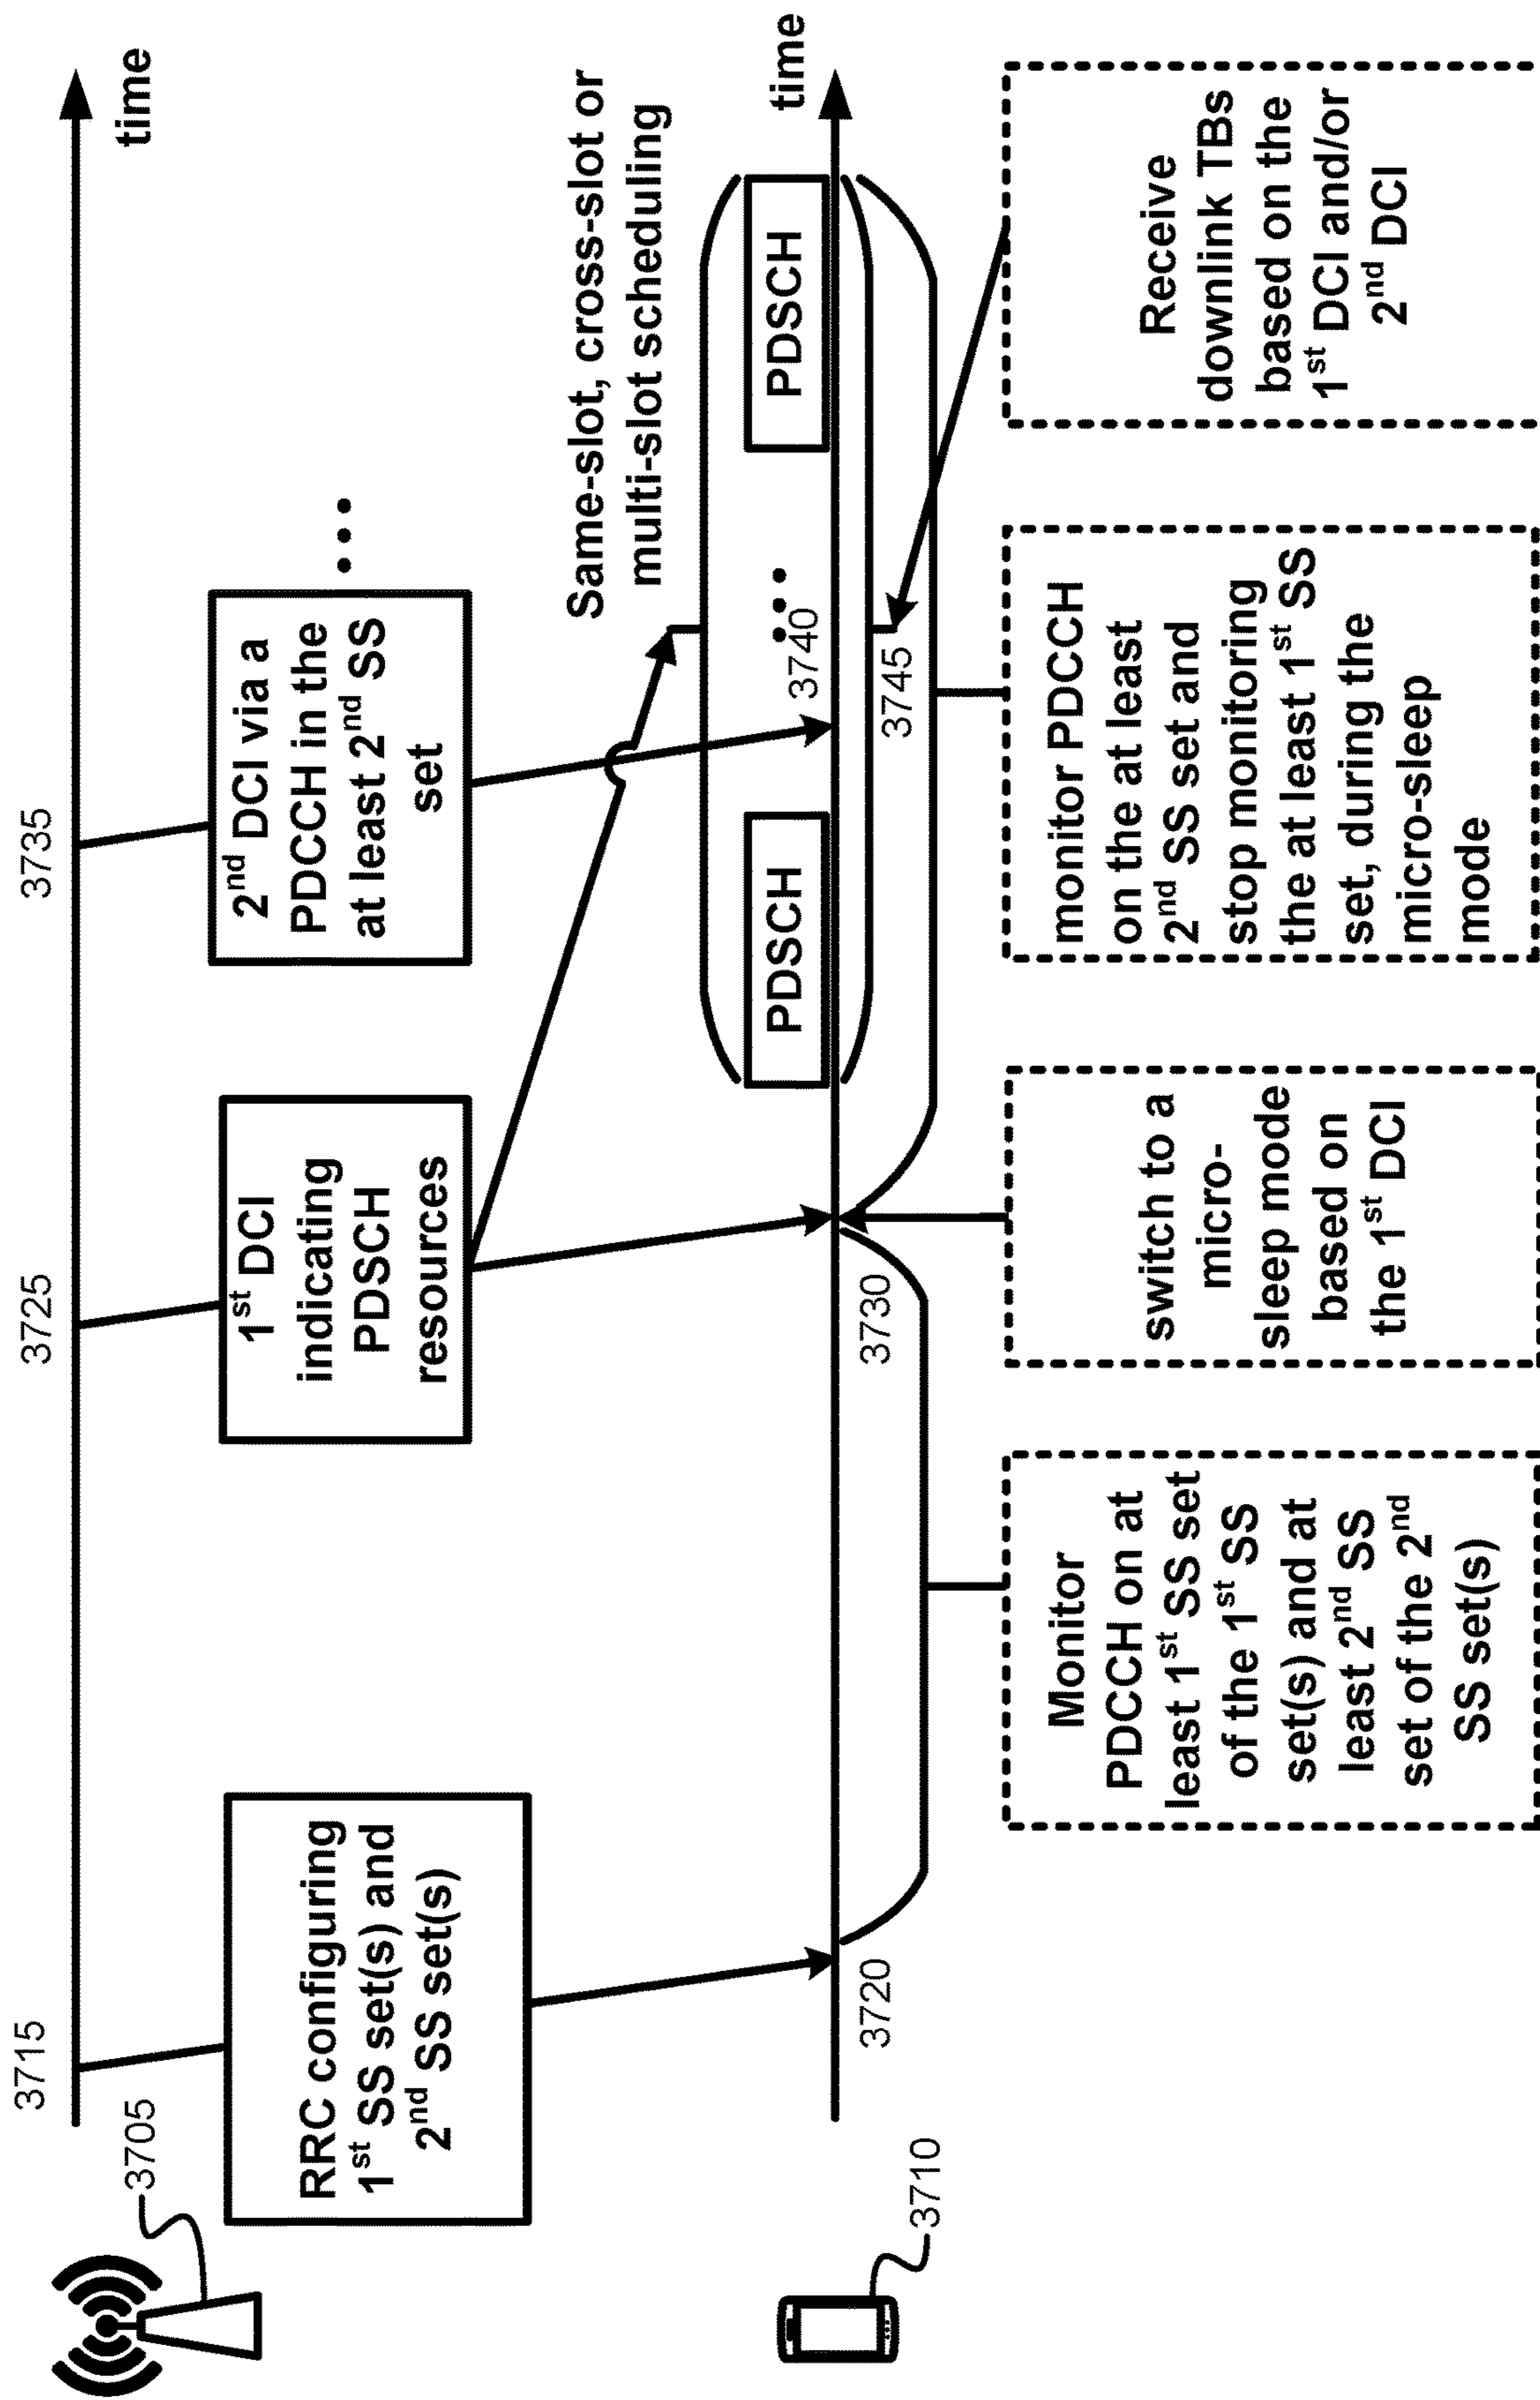 3715
3725
3735
time
3705
RRC configuring
1st SS set(s) and
2nd SS set(s)
1st DCI
indicating
PDSCH
resources
2nd DCI via a
PDCCH in the
at least 2nd SS
set
...
Same-slot, cross-slot or
multi-slot scheduling
PDSCH
...
PDSCH
3740
time
3710
3720
3730
3745
Monitor
PDCCH on at
least 1st SS set
of the 1st SS
set(s) and at
least 2nd SS
set of the 2nd
SS set(s)
switch to a
micro-
sleep mode
based on
the 1st DCI
monitor PDCCH
on the at least
2nd SS set and
stop monitoring
the at least 1st SS
set, during the
micro-sleep
mode
Receive
downlink TBs
based on the
1st DCI and/or
2nd DCI